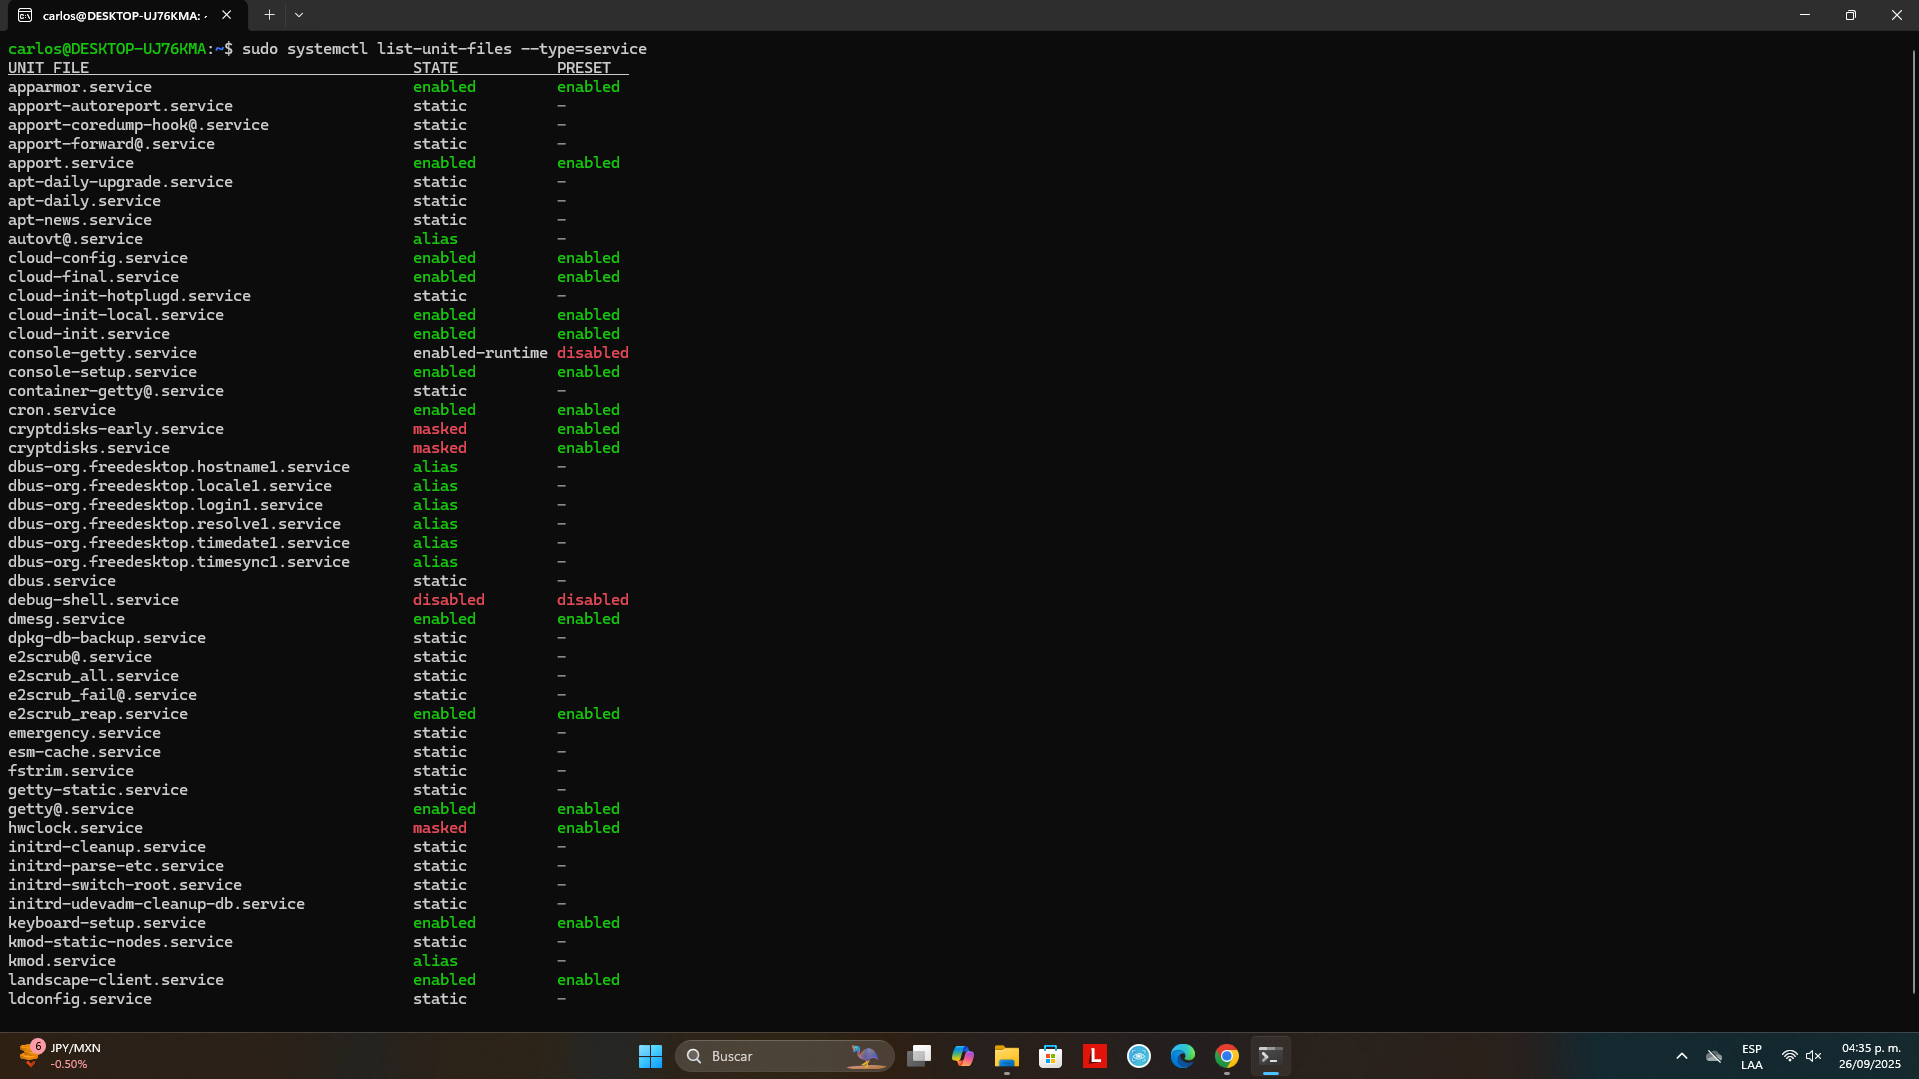 carlos@DESKTOP-UJ76KMA: ~
carlos@DESKTOP-UJ76KMA:~$ sudo systemctl list-unit-files --type=service
UNIT FILE STATE PRESET
apparmor.service enabled enabled
apport-autoreport.service static -
apport-coredump-hook@.service static -
apport-forward@.service static -
apport.service enabled enabled
apt-daily-upgrade.service static -
apt-daily.service static -
apt-news.service static -
autovt@.service alias -
cloud-config.service enabled enabled
cloud-final.service enabled enabled
cloud-init-hotplugd.service static -
cloud-init-local.service enabled enabled
cloud-init.service enabled enabled
console-getty.service enabled-runtime disabled
console-setup.service enabled enabled
container-getty@.service static -
cron.service enabled enabled
cryptdisks-early.service masked enabled
cryptdisks.service masked enabled
dbus-org.freedesktop.hostname1.service alias -
dbus-org.freedesktop.locale1.service alias -
dbus-org.freedesktop.login1.service alias -
dbus-org.freedesktop.resolve1.service alias -
dbus-org.freedesktop.timedate1.service alias -
dbus-org.freedesktop.timesync1.service alias -
dbus.service static -
debug-shell.service disabled disabled
dmesg.service enabled enabled
dpkg-db-backup.service static -
e2scrub@.service static -
e2scrub_all.service static -
e2scrub_fail@.service static -
e2scrub_reap.service enabled enabled
emergency.service static -
esm-cache.service static -
fstrim.service static -
getty-static.service static -
getty@.service enabled enabled
hwclock.service masked enabled
initrd-cleanup.service static -
initrd-parse-etc.service static -
initrd-switch-root.service static -
initrd-udevadm-cleanup-db.service static -
keyboard-setup.service enabled enabled
kmod-static-nodes.service static -
kmod.service alias -
landscape-client.service enabled enabled
ldconfig.service static -
6 JPY/MXN
-0.50%
Buscar
L
ESP
LAA
04:35 p. m.
26/09/2025